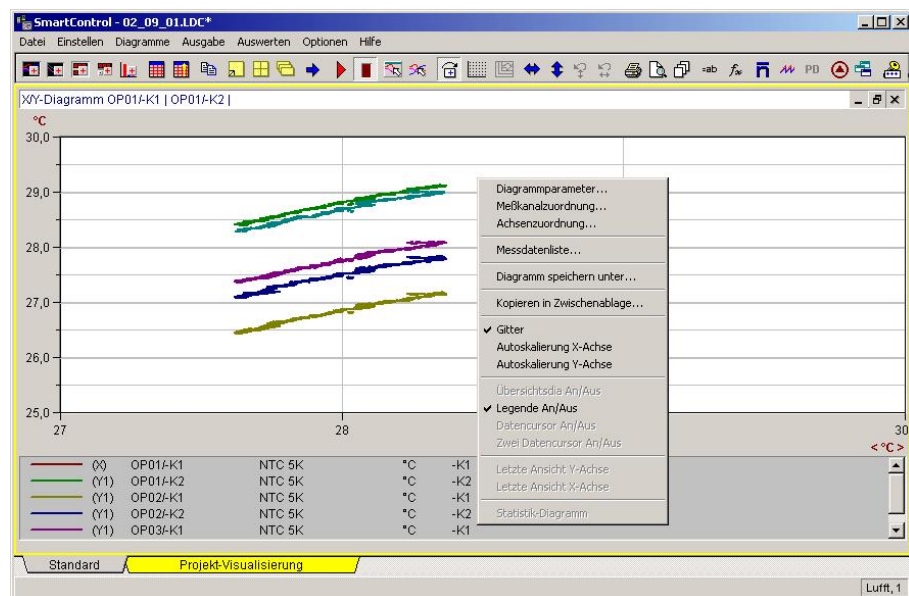 SmartControl - 02_09_01.LDC*
Datei Einstellen Diagramme Ausgabe Auswerten Optionen Hilfe
=ab f(x) PB
X/Y-Diagramm OP01/-K1 | OP01/-K2 |
°C
30,0
29,0
28,0
27,0
26,0
25,0
27 28 30
<°C>
Diagrammparameter...
Meßkanalzuordnung...
Achsenzuordnung...
Messdatenliste...
Diagramm speichern unter...
Kopieren in Zwischenablage...
Gitter
Autoskalierung X-Achse
Autoskalierung Y-Achse
Übersichtsdia An/Aus
Legende An/Aus
Datencursor An/Aus
Zwei Datencursor An/Aus
Letzte Ansicht Y-Achse
Letzte Ansicht X-Achse
Statistik-Diagramm
(X) OP01/-K1 NTC 5K °C -K1
(Y1) OP01/-K2 NTC 5K °C -K2
(Y1) OP02/-K1 NTC 5K °C -K1
(Y1) OP02/-K2 NTC 5K °C -K2
(Y1) OP03/-K1 NTC 5K °C -K1
Standard Projekt-Visualisierung
Lufft, 1